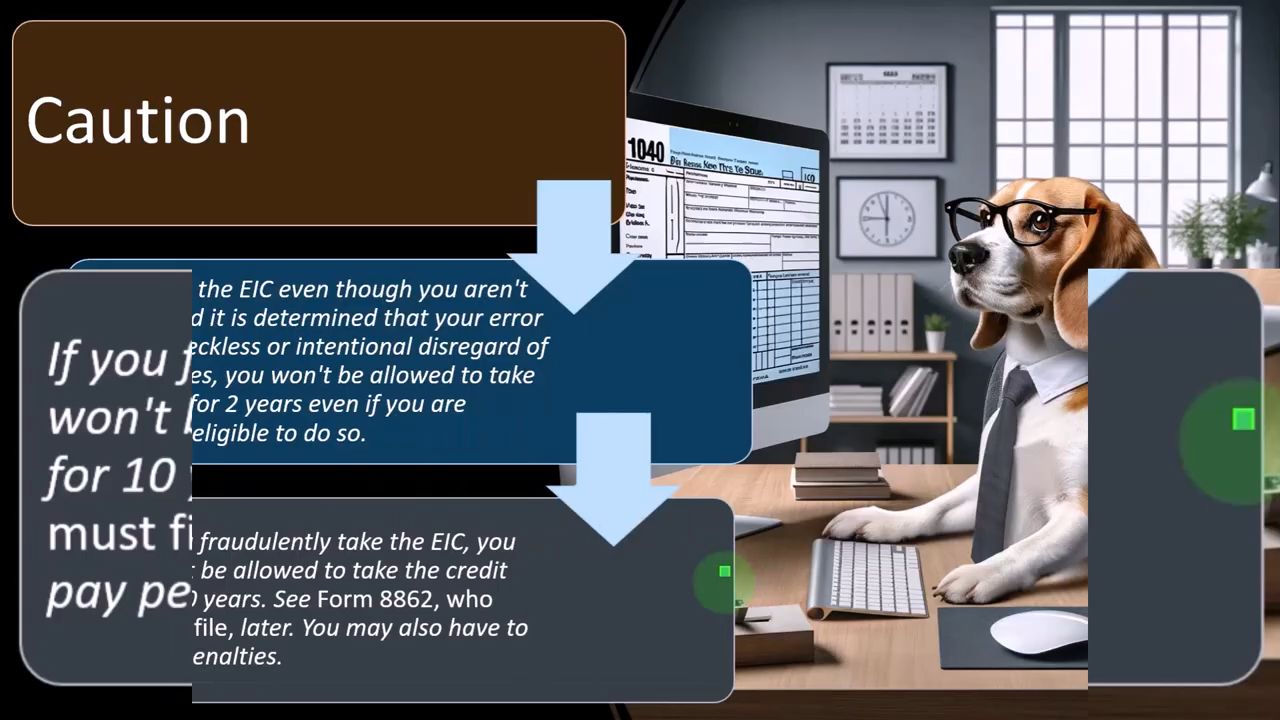 Caution
1040
the EIC even though you aren't
d it is determined that your error
eckless or intentional disregard of
es, you won't be allowed to take
for 2 years even if you are
eligible to do so.
If you f
won't b
for 10
must fi
pay pe
fraudulently take the EIC, you
be allowed to take the credit
years. See Form 8862, who
file, later. You may also have to
enalties.